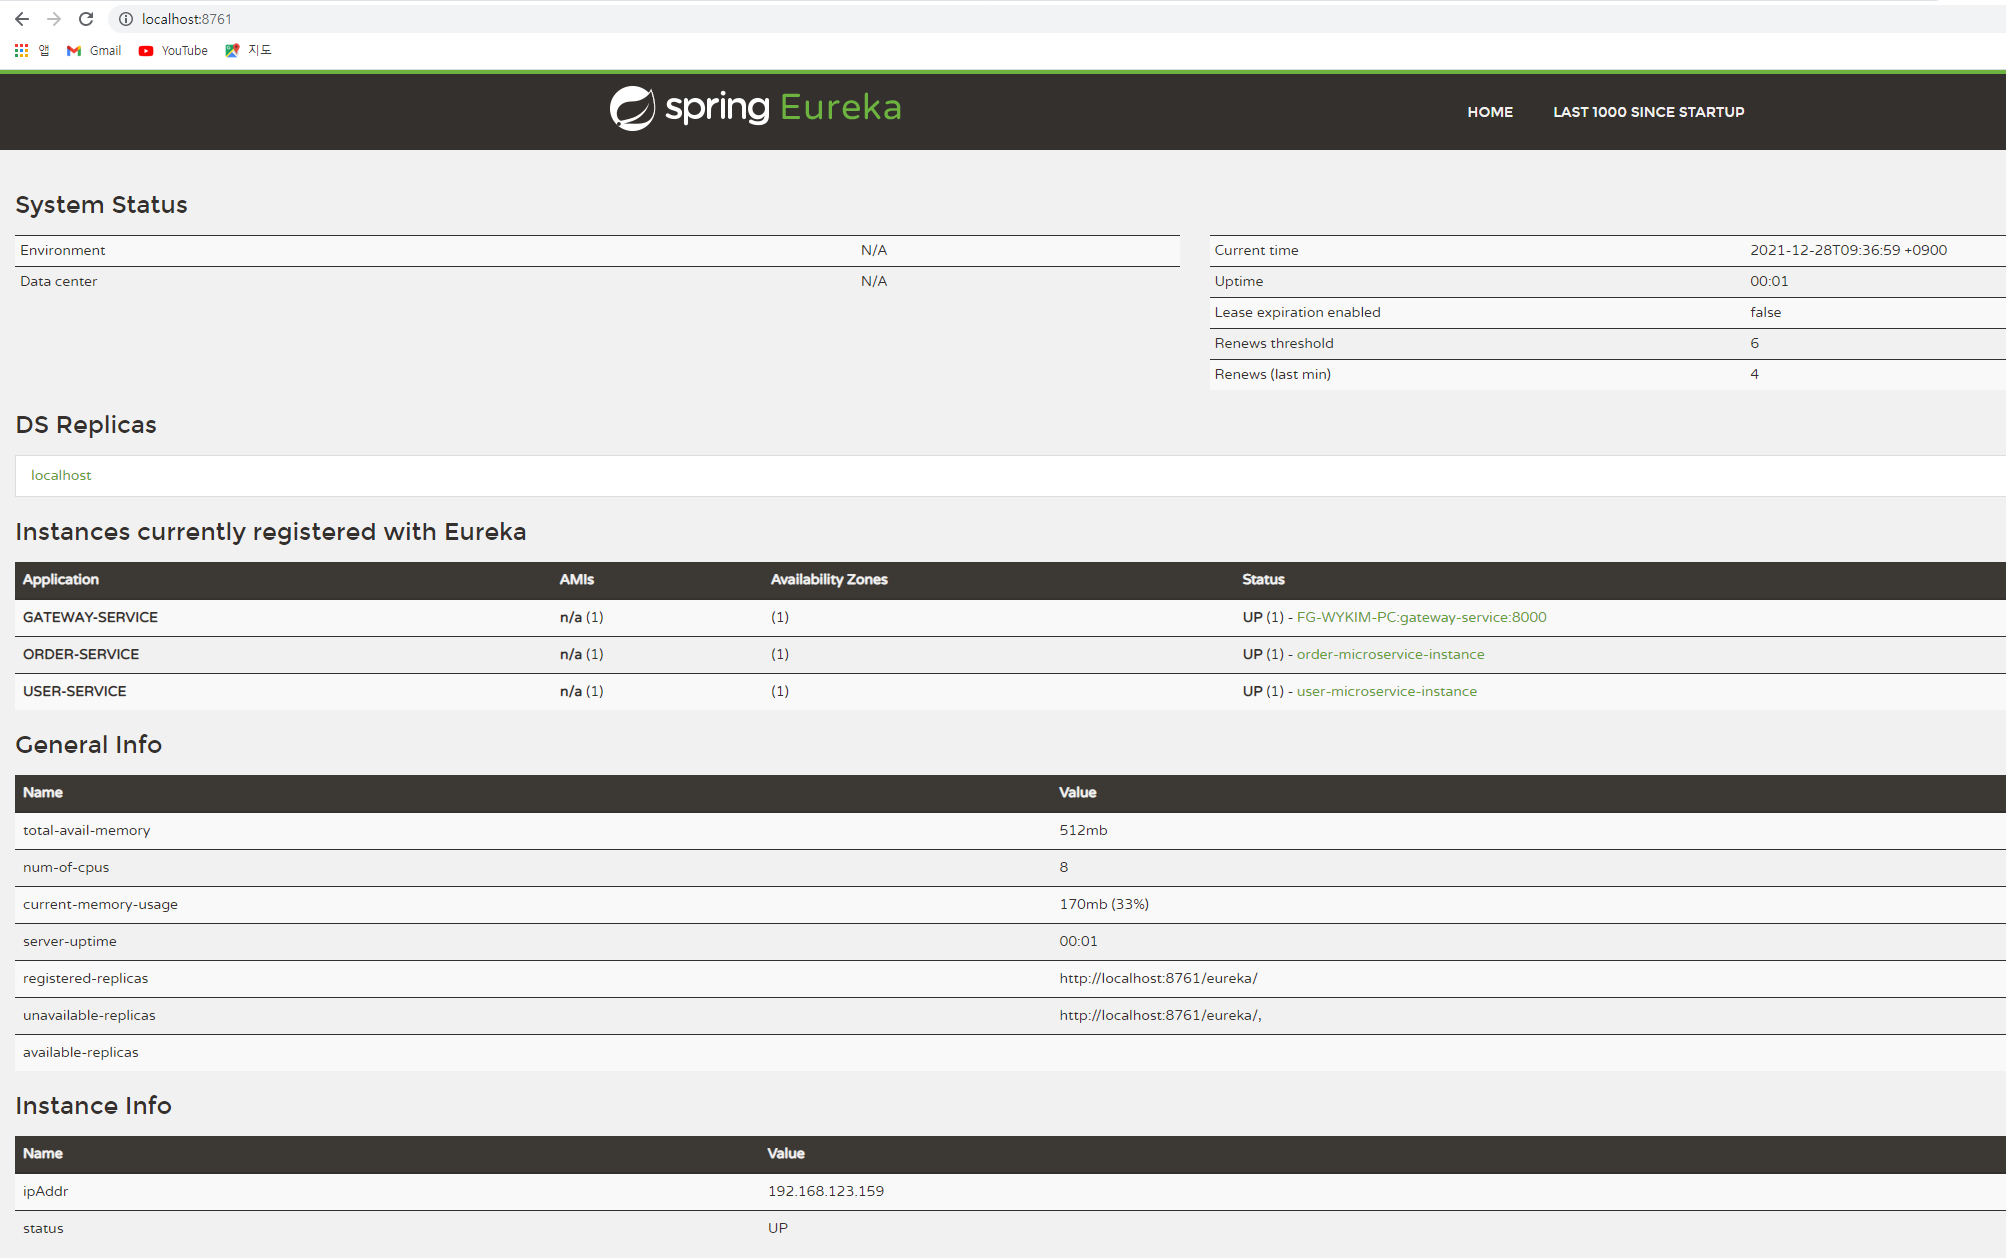 localhost:8761
앱 Gmail YouTube 지도
spring Eureka
HOME LAST 1000 SINCE STARTUP
System Status
Environment N/A
Data center N/A
Current time 2021-12-28T09:36:59 +0900
Uptime 00:01
Lease expiration enabled false
Renews threshold 6
Renews (last min) 4
DS Replicas
localhost
Instances currently registered with Eureka
Application AMIs Availability Zones Status
GATEWAY-SERVICE n/a (1) (1) UP (1) - FG-WYKIM-PC:gateway-service:8000
ORDER-SERVICE n/a (1) (1) UP (1) - order-microservice-instance
USER-SERVICE n/a (1) (1) UP (1) - user-microservice-instance
General Info
Name Value
total-avail-memory 512mb
num-of-cpus 8
current-memory-usage 170mb (33%)
server-uptime 00:01
registered-replicas http://localhost:8761/eureka/
unavailable-replicas http://localhost:8761/eureka/,
available-replicas
Instance Info
Name Value
ipAddr 192.168.123.159
status UP